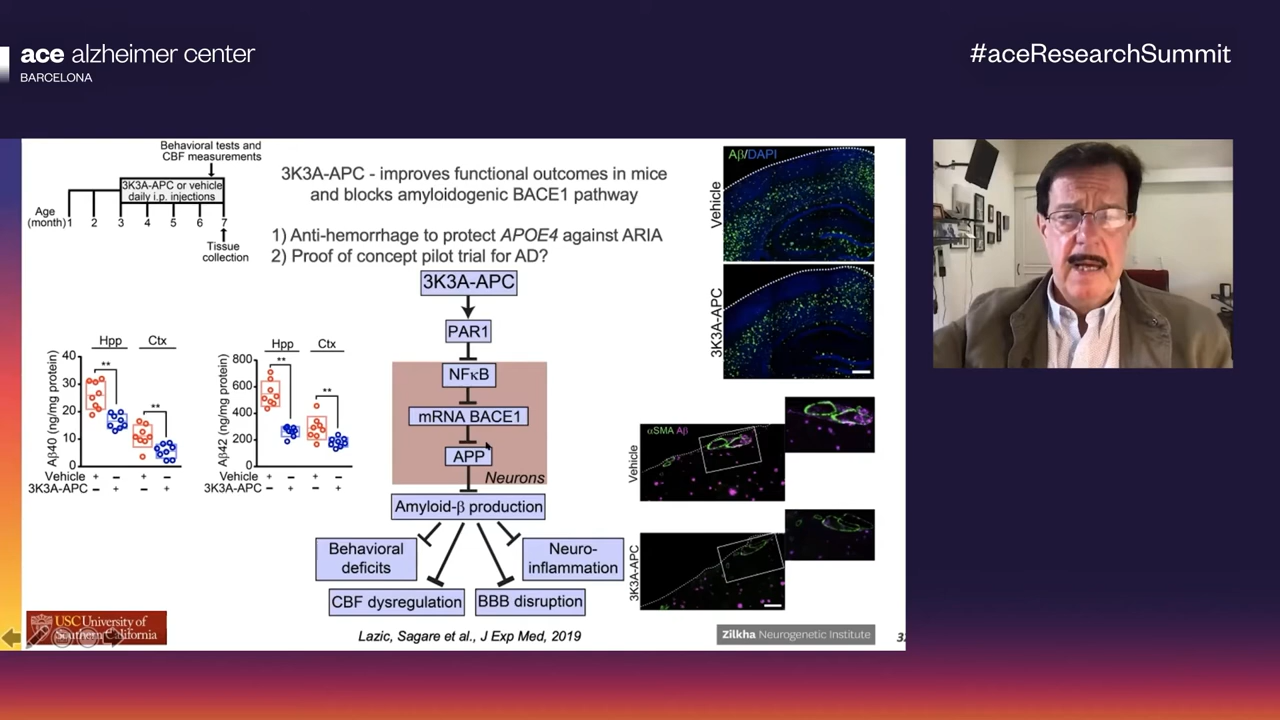 ace alzheimer center
BARCELONA
#aceResearchSummit
Behavioral tests and
CBF measurements
3K3A-APC or vehicle
daily i.p. injections
Age
(month) 1 2 3 4 5 6 7
Tissue
collection
3K3A-APC - improves functional outcomes in mice
and blocks amyloidogenic BACE1 pathway
1) Anti-hemorrhage to protect APOE4 against ARIA
2) Proof of concept pilot trial for AD?
3K3A-APC
PAR1
NFκB
mRNA BACE1
APP
Neurons
Amyloid-β production
Behavioral
deficits
Neuro-
inflammation
CBF dysregulation
BBB disruption
Hpp Ctx
Aβ40 (ng/mg protein)
40
30
20
10
0
** **
Vehicle + − + −
3K3A-APC − + − +
Hpp Ctx
Aβ42 (ng/mg protein)
800
600
400
200
0
** **
Vehicle + − + −
3K3A-APC − + − +
Aβ/DAPI
Vehicle
3K3A-APC
αSMA Aβ
Vehicle
3K3A-APC
USC University of
Southern California
Lazic, Sagare et al., J Exp Med, 2019
Zilkha Neurogenetic Institute